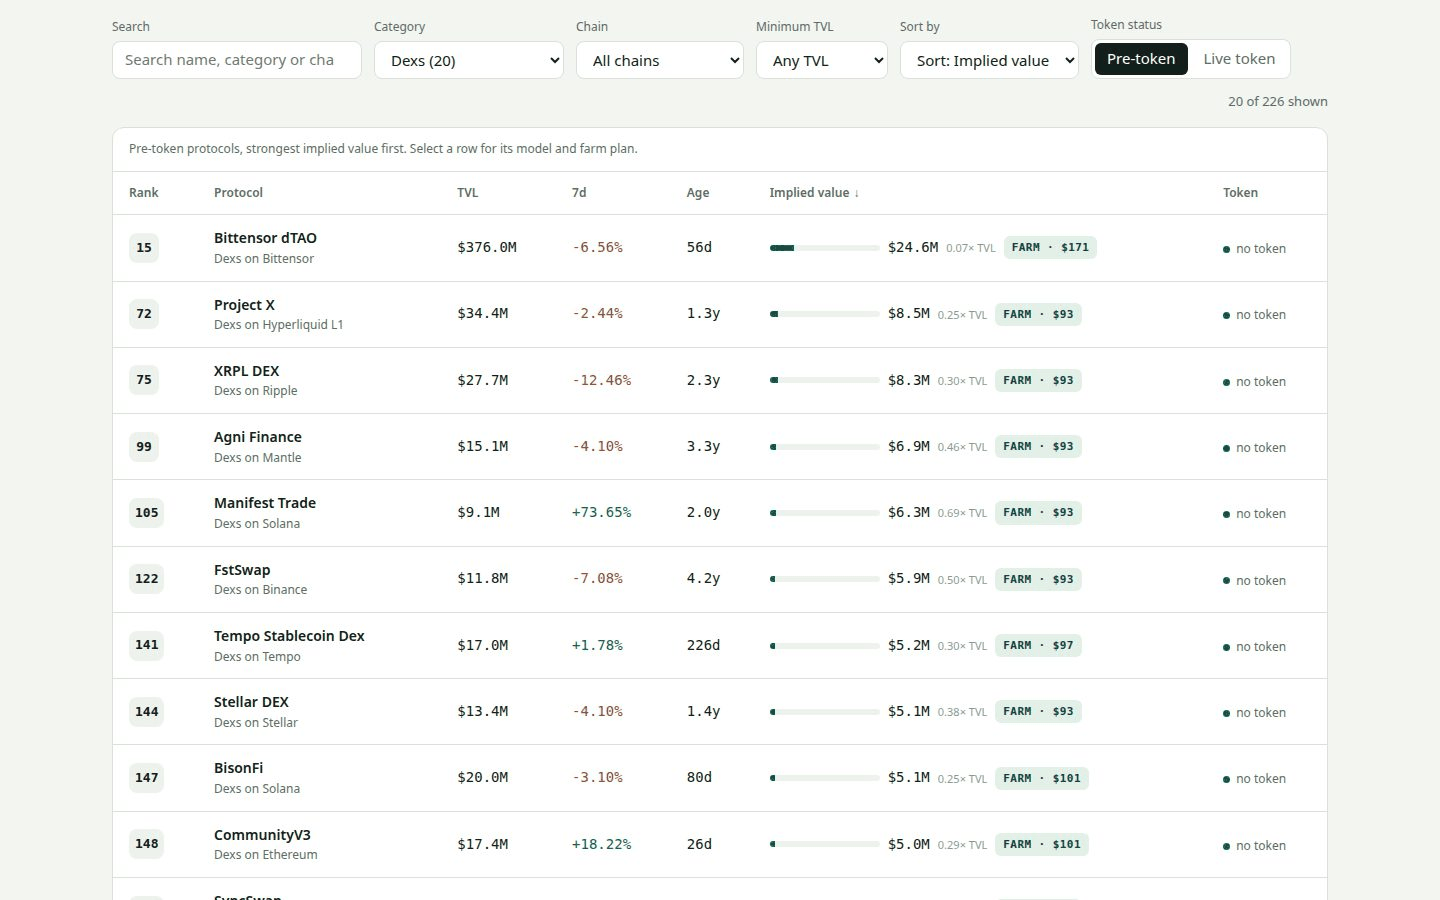 Search
Category
Chain
Minimum TVL
Sort by
Token status
Search name, category or cha
Dexs (20)
All chains
Any TVL
Sort: Implied value
Pre-token
Live token
20 of 226 shown
Pre-token protocols, strongest implied value first. Select a row for its model and farm plan.
Rank Protocol TVL 7d Age Implied value ↓ Token
15 Bittensor dTAO $376.0M -6.56% 56d $24.6M 0.07× TVL FARM · $171 no token
Dexs on Bittensor
72 Project X $34.4M -2.44% 1.3y $8.5M 0.25× TVL FARM · $93 no token
Dexs on Hyperliquid L1
75 XRPL DEX $27.7M -12.46% 2.3y $8.3M 0.30× TVL FARM · $93 no token
Dexs on Ripple
99 Agni Finance $15.1M -4.10% 3.3y $6.9M 0.46× TVL FARM · $93 no token
Dexs on Mantle
105 Manifest Trade $9.1M +73.65% 2.0y $6.3M 0.69× TVL FARM · $93 no token
Dexs on Solana
122 FstSwap $11.8M -7.08% 4.2y $5.9M 0.50× TVL FARM · $93 no token
Dexs on Binance
141 Tempo Stablecoin Dex $17.0M +1.78% 226d $5.2M 0.30× TVL FARM · $97 no token
Dexs on Tempo
144 Stellar DEX $13.4M -4.10% 1.4y $5.1M 0.38× TVL FARM · $93 no token
Dexs on Stellar
147 BisonFi $20.0M -3.10% 80d $5.1M 0.25× TVL FARM · $101 no token
Dexs on Solana
148 CommunityV3 $17.4M +18.22% 26d $5.0M 0.29× TVL FARM · $101 no token
Dexs on Ethereum